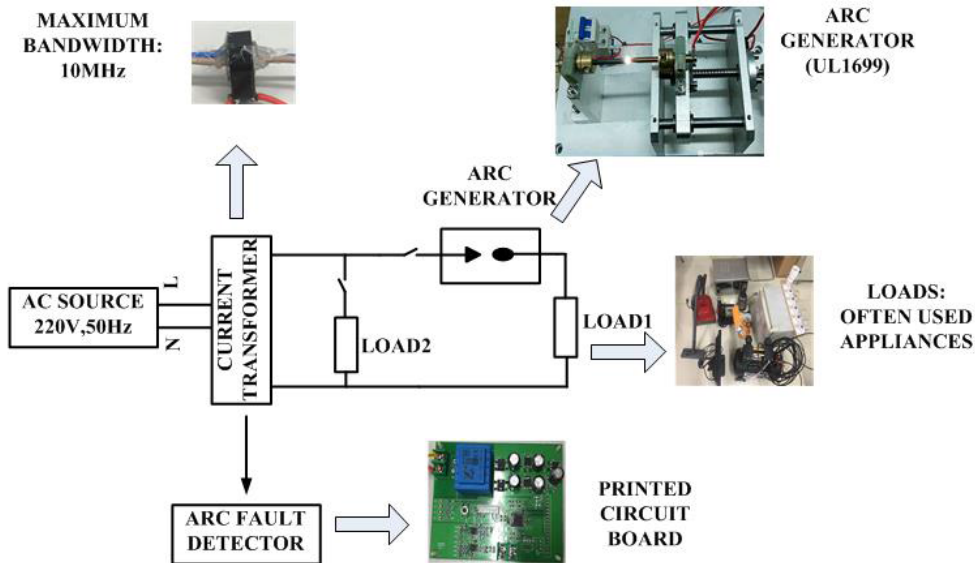 MAXIMUM
BANDWIDTH:
10MHz
ARC
GENERATOR
(UL1699)
ARC
GENERATOR
AC SOURCE
220V,50Hz
L
N
CURRENT
TRANSFORMER
LOAD2
LOAD1
LOADS:
OFTEN USED
APPLIANCES
ARC FAULT
DETECTOR
PRINTED
CIRCUIT
BOARD